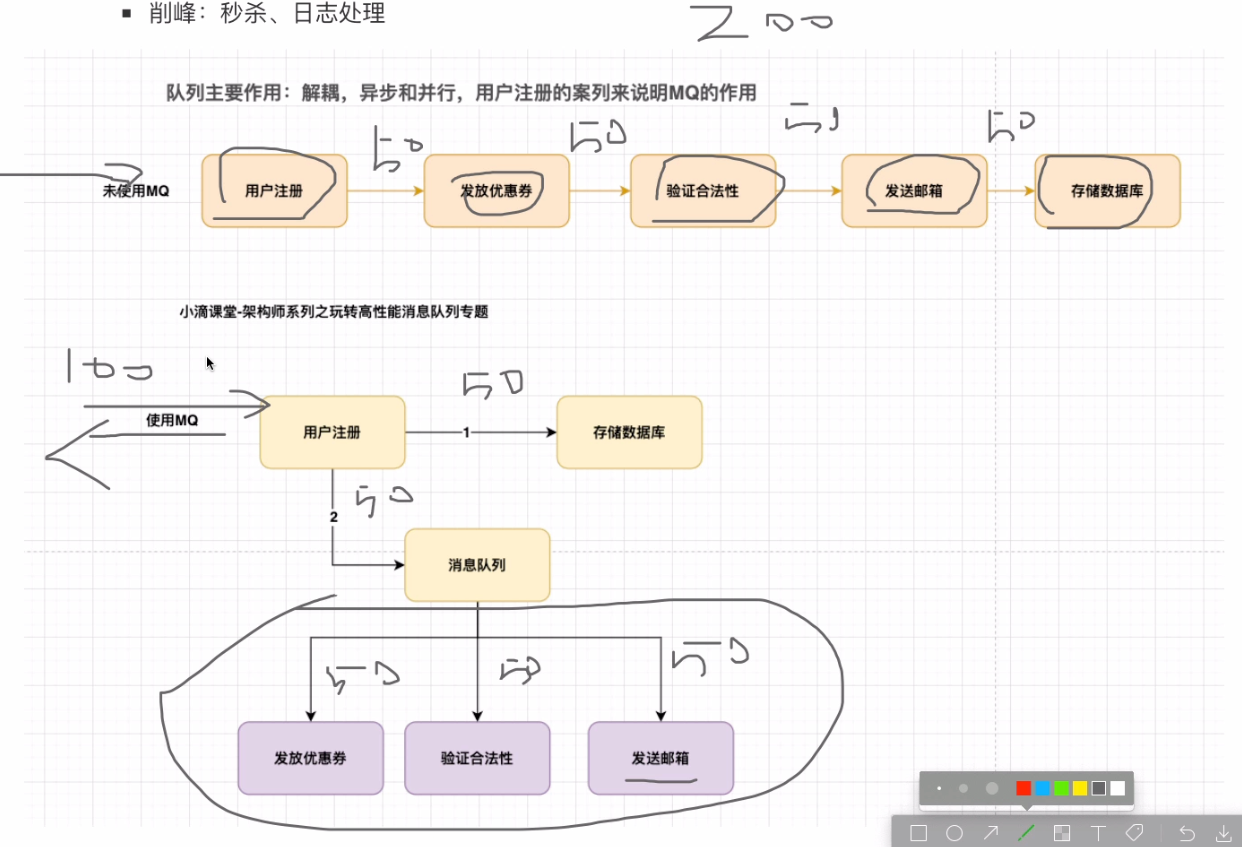 ▪ 削峰：秒杀、日志处理
200
队列主要作用：解耦，异步和并行，用户注册的案列来说明MQ的作用
50 50 50 50
未使用MQ 用户注册 发放优惠券 验证合法性 发送邮箱 存储数据库
小滴课堂-架构师系列之玩转高性能消息队列专题
100 50
使用MQ 用户注册 1 存储数据库
50
2
消息队列
50 50 50
发放优惠券 验证合法性 发送邮箱
T